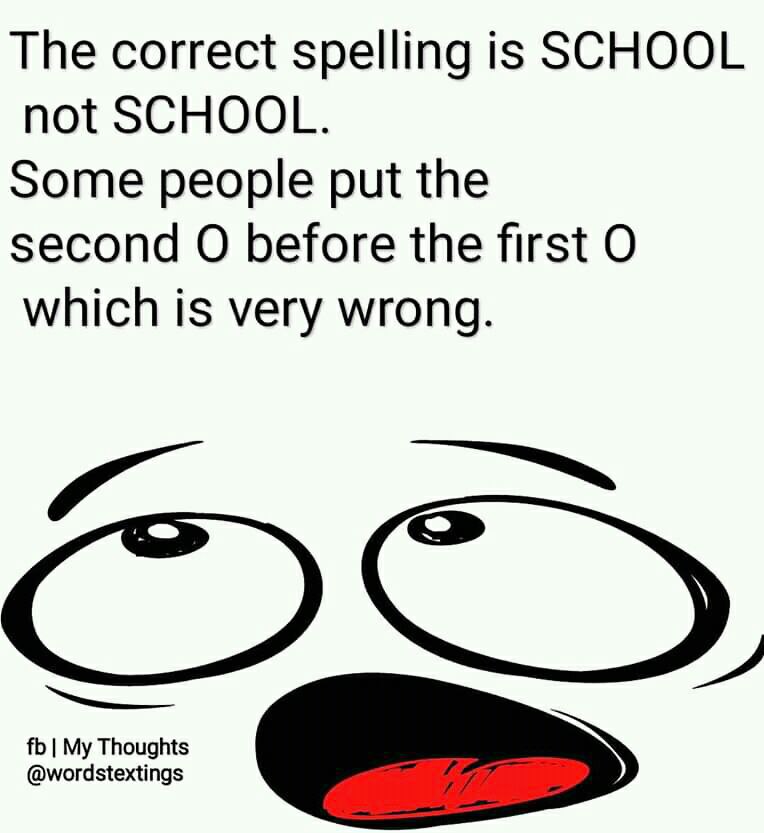 The correct spelling is SCHOOL
not SCHOOL.
Some people put the
second O before the first O
which is very wrong.
fb | My Thoughts
@wordstextings